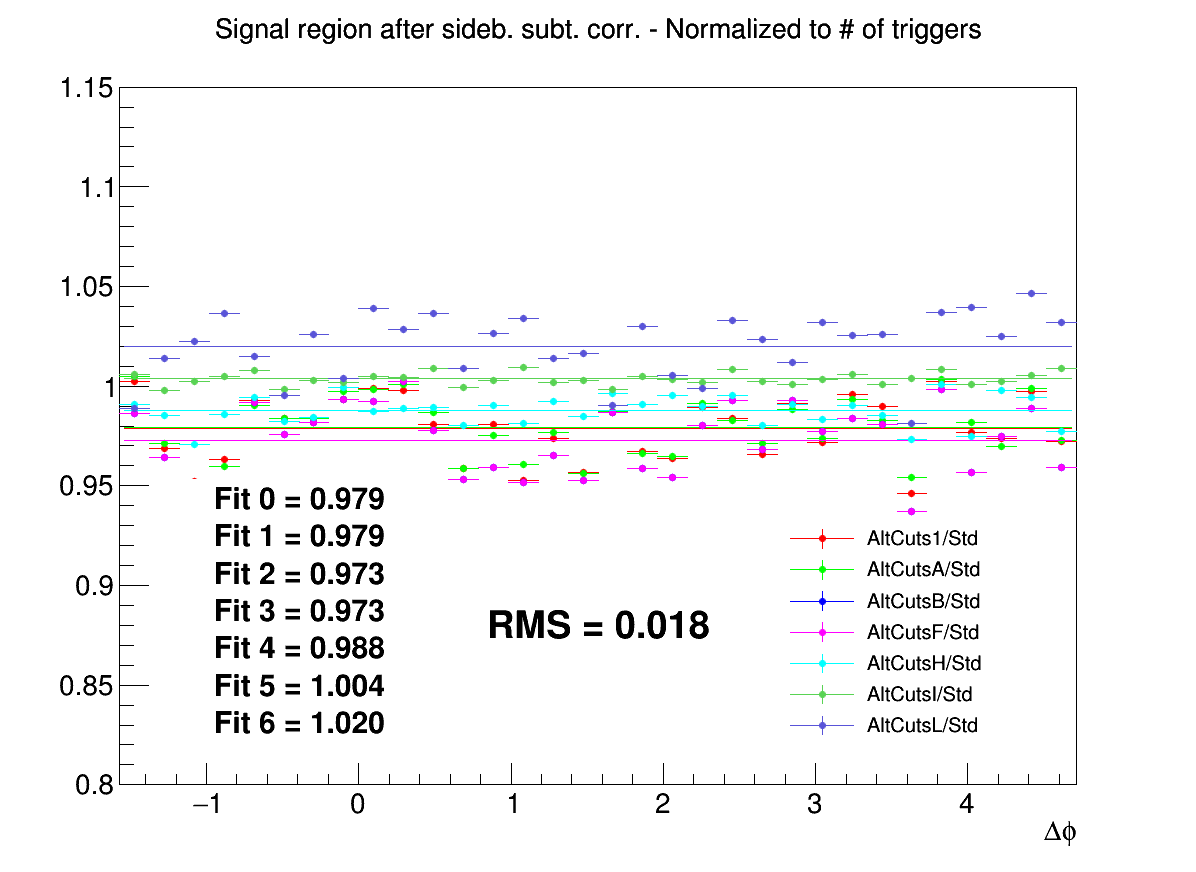 Signal region after sideb. subt. corr. - Normalized to # of triggers
1.15
1.1
1.05
1
0.95
0.9
0.85
0.8
Fit 0 = 0.979
Fit 1 = 0.979
Fit 2 = 0.973
Fit 3 = 0.973
Fit 4 = 0.988
Fit 5 = 1.004
Fit 6 = 1.020
RMS = 0.018
AltCuts1/Std
AltCutsA/Std
AltCutsB/Std
AltCutsF/Std
AltCutsH/Std
AltCutsI/Std
AltCutsL/Std
−1 0 1 2 3 4
Δϕ